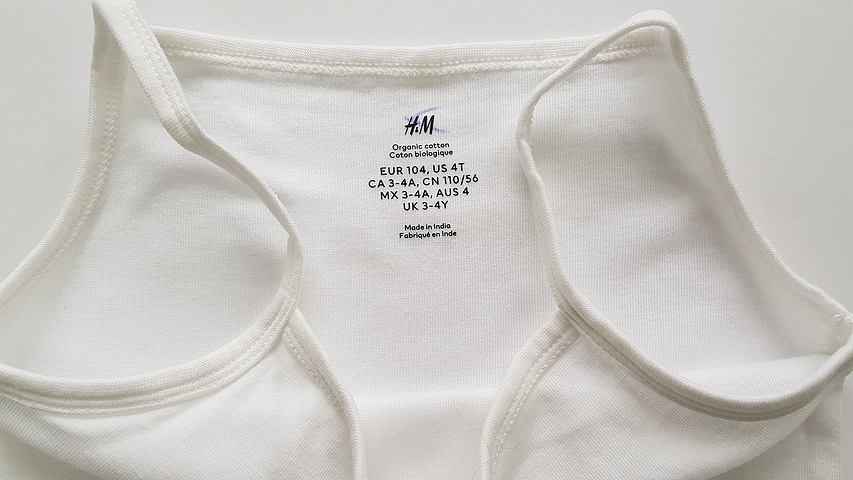 H&M
Organic cotton
Coton biologique
EUR 104, US 4T
CA 3-4A, CN 110/56
MX 3-4A, AUS 4
UK 3-4Y
Made in India
Fabriqué en Inde